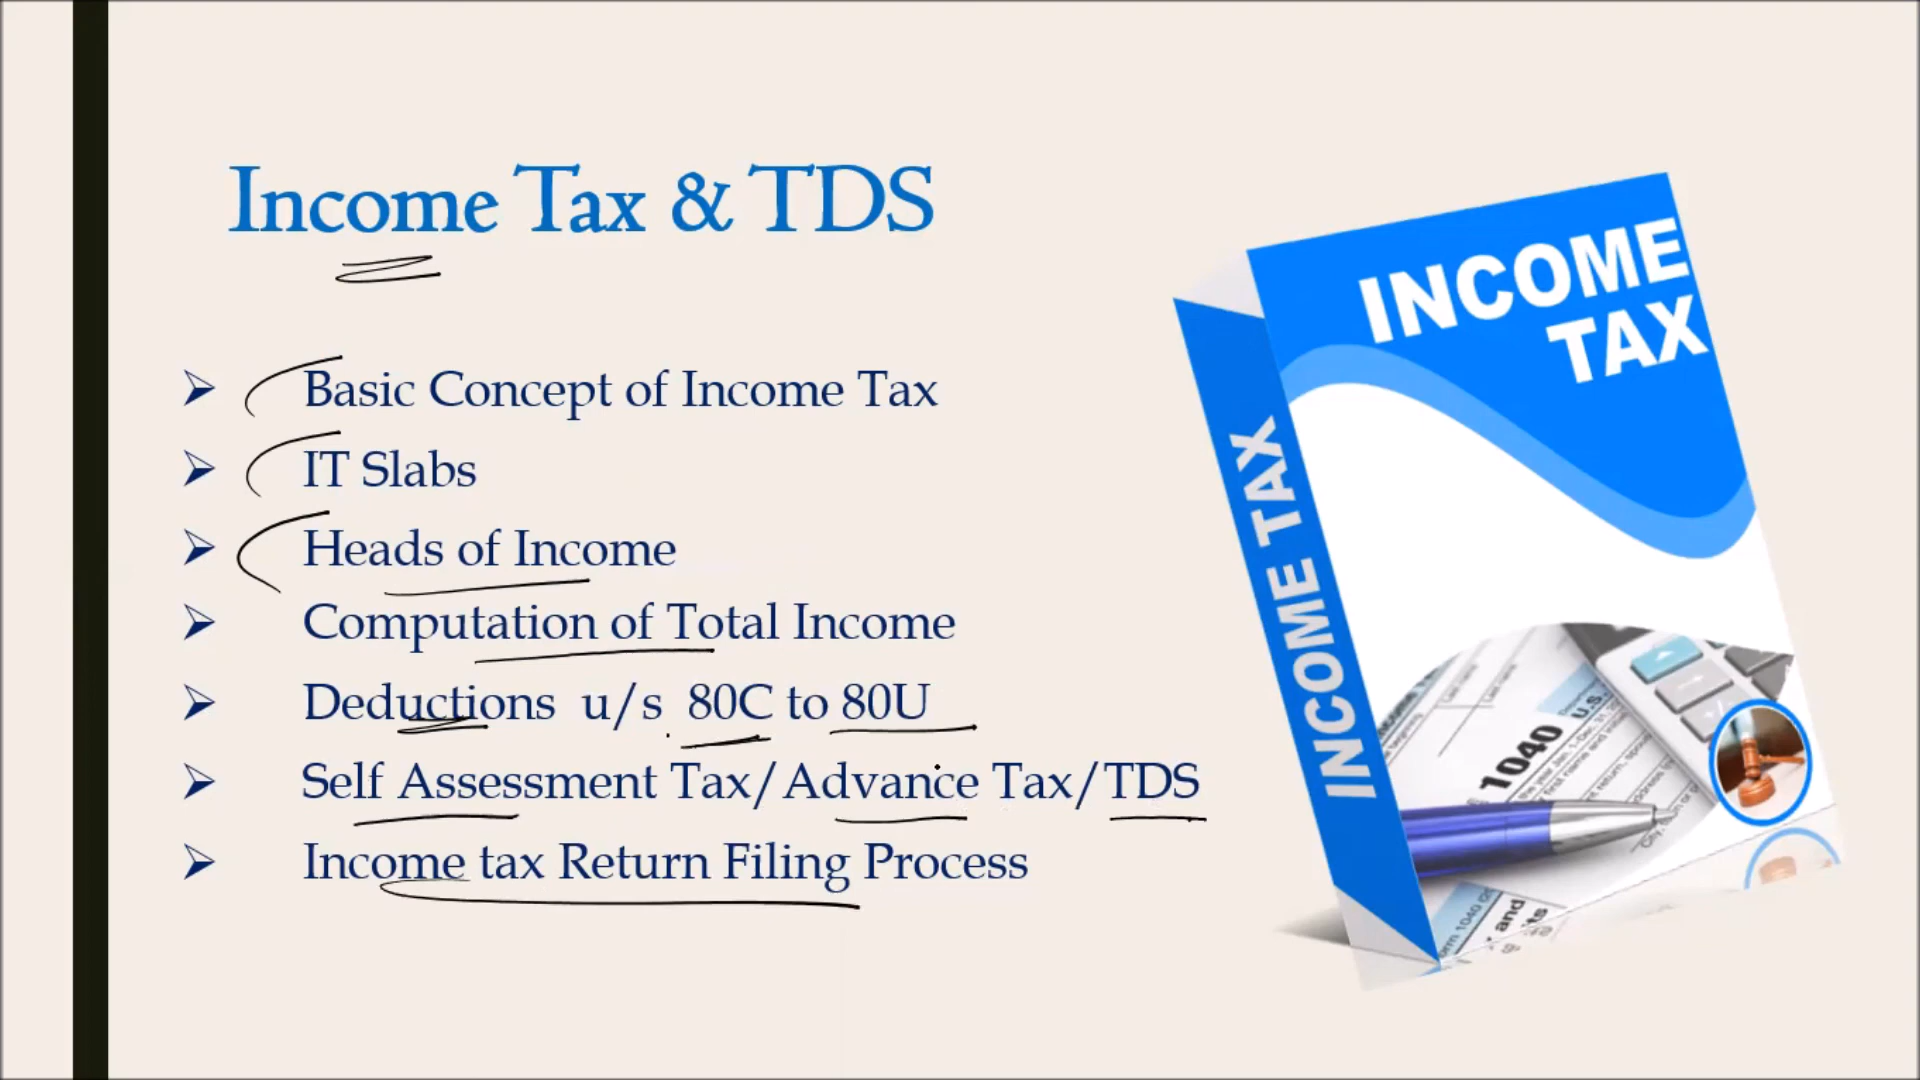 Income Tax & TDS
Basic Concept of Income Tax
IT Slabs
Heads of Income
Computation of Total Income
Deductions u/s 80C to 80U
Self Assessment Tax/Advance Tax/TDS
Income tax Return Filing Process
INCOME
TAX
INCOME TAX
1040
U.S.
and